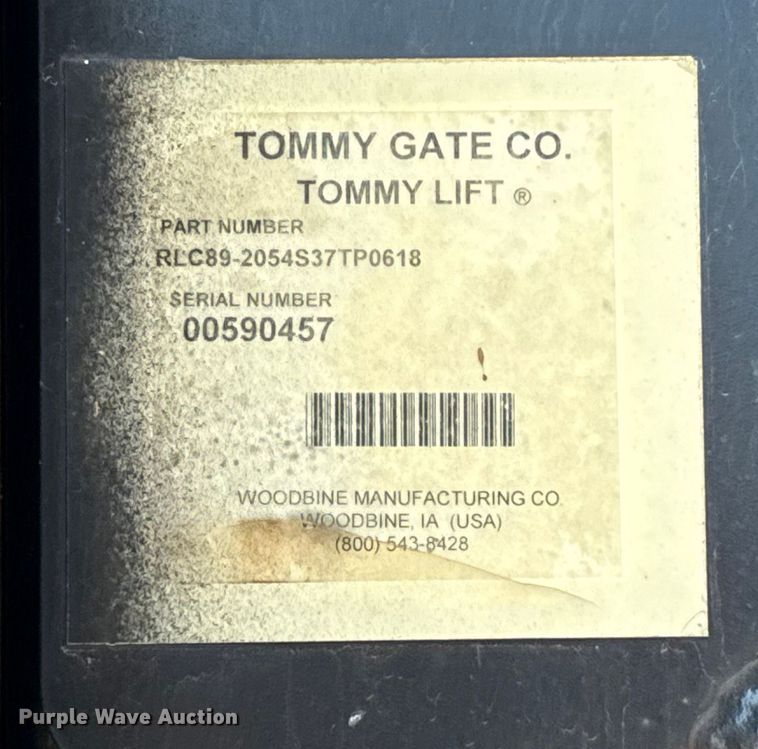 TOMMY GATE CO.
TOMMY LIFT ®
PART NUMBER
RLC89-2054S37TP0618
SERIAL NUMBER
00590457
WOODBINE MANUFACTURING CO.
WOODBINE, IA (USA)
(800) 543-8428
Purple Wave Auction